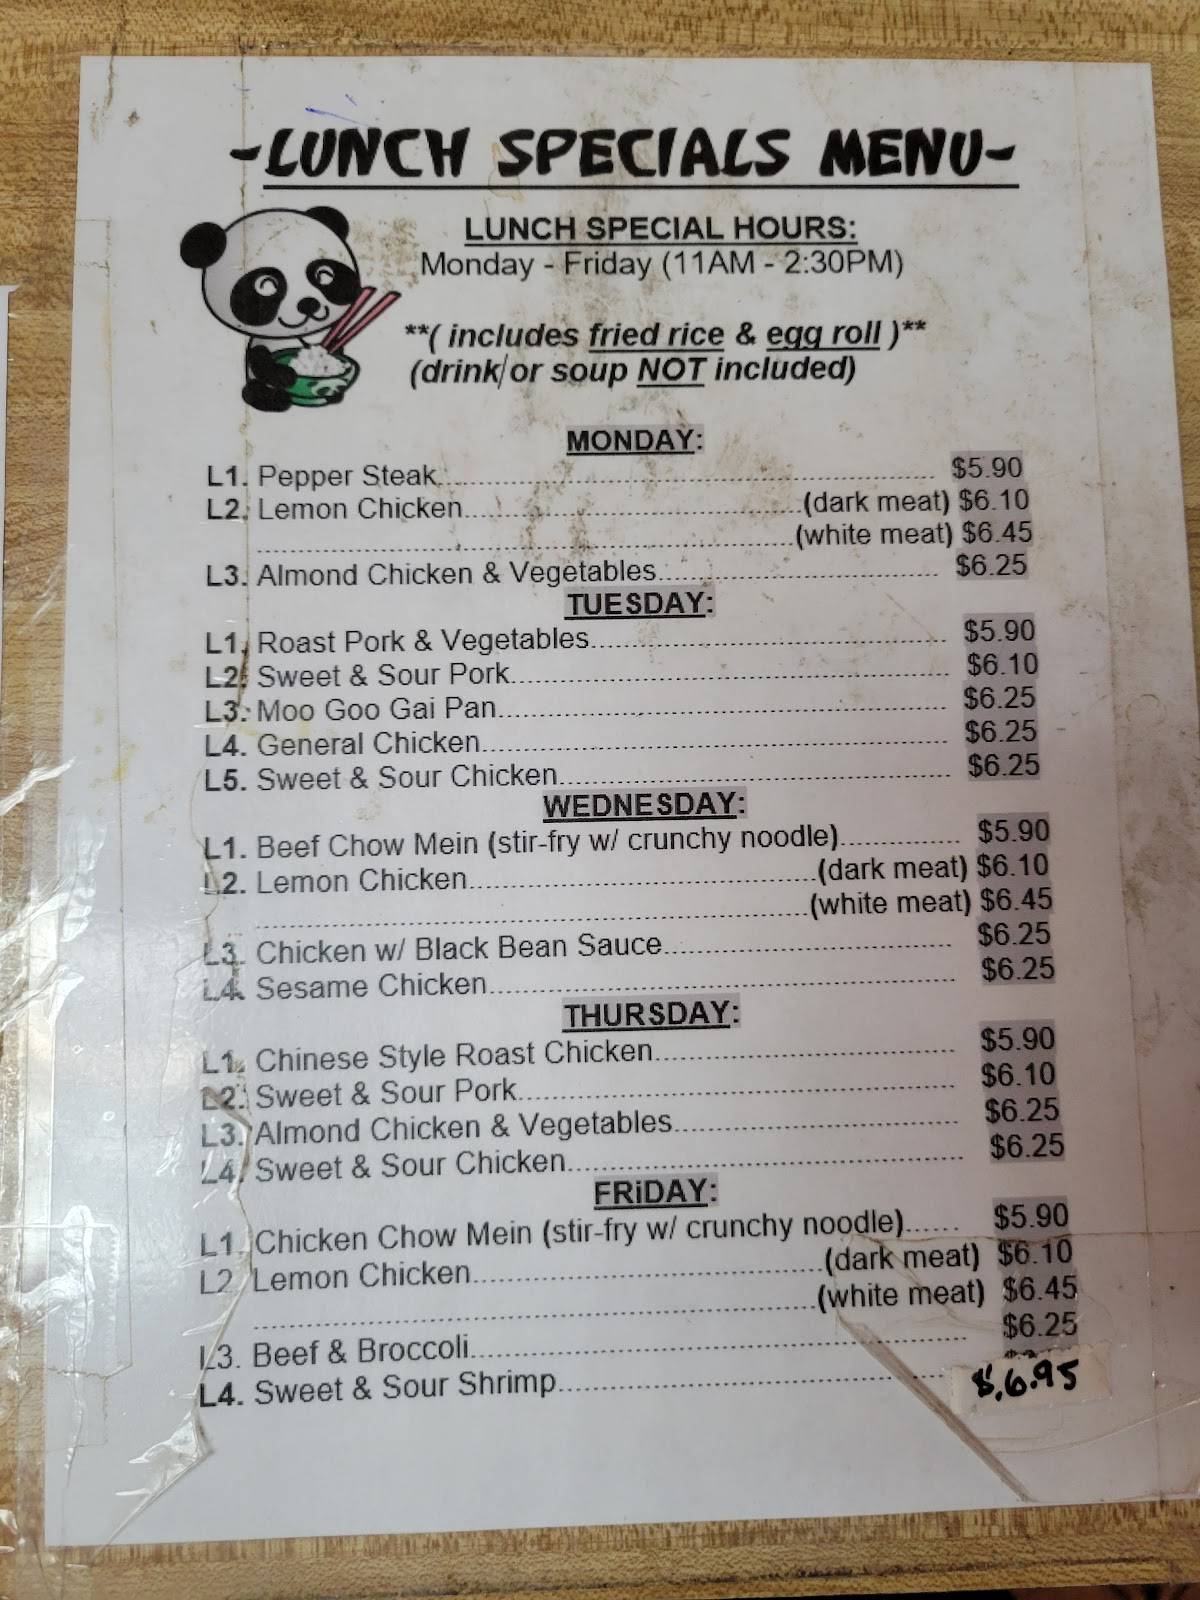 -LUNCH SPECIALS MENU-
LUNCH SPECIAL HOURS:
Monday - Friday (11AM - 2:30PM)
**( includes fried rice & egg roll )**
(drink/or soup NOT included)
MONDAY:
L1. Pepper Steak............ $5.90
L2. Lemon Chicken............(dark meat) $6.10
............(white meat) $6.45
L3. Almond Chicken & Vegetables............ $6.25
TUESDAY:
L1. Roast Pork & Vegetables............ $5.90
L2. Sweet & Sour Pork............ $6.10
L3. Moo Goo Gai Pan............ $6.25
L4. General Chicken............ $6.25
L5. Sweet & Sour Chicken............ $6.25
WEDNESDAY:
L1. Beef Chow Mein (stir-fry w/ crunchy noodle)............ $5.90
L2. Lemon Chicken............(dark meat) $6.10
............(white meat) $6.45
L3. Chicken w/ Black Bean Sauce............ $6.25
L4. Sesame Chicken............ $6.25
THURSDAY:
L1. Chinese Style Roast Chicken............ $5.90
L2. Sweet & Sour Pork............ $6.10
L3. Almond Chicken & Vegetables............ $6.25
L4. Sweet & Sour Chicken............ $6.25
FRiDAY:
L1. Chicken Chow Mein (stir-fry w/ crunchy noodle)...... $5.90
L2. Lemon Chicken............(dark meat) $6.10
............(white meat) $6.45
L3. Beef & Broccoli............ $6.25
L4. Sweet & Sour Shrimp............ $.6.95